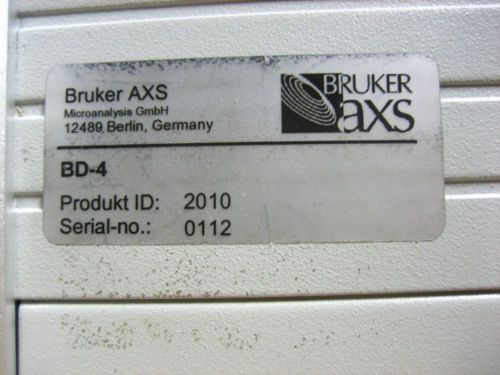 Bruker AXS
Microanalysis GmbH
12489 Berlin, Germany
BRUKER
axs
BD-4
Produkt ID: 2010
Serial-no.: 0112